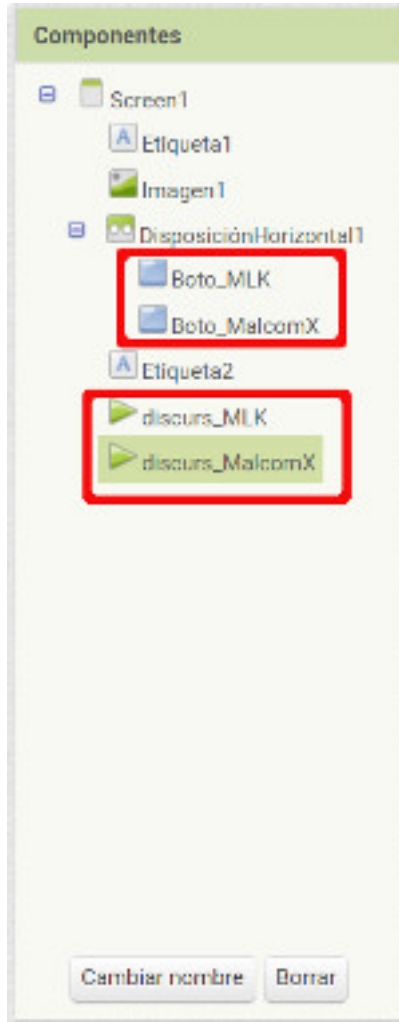 Componentes
Screen1
A Etiqueta1
Imagen1
DisposiciónHorizontal1
Boto_MLK
Boto_MalcomX
A Etiqueta2
discurs_MLK
discurs_MalcomX
Cambiar nombre Borrar